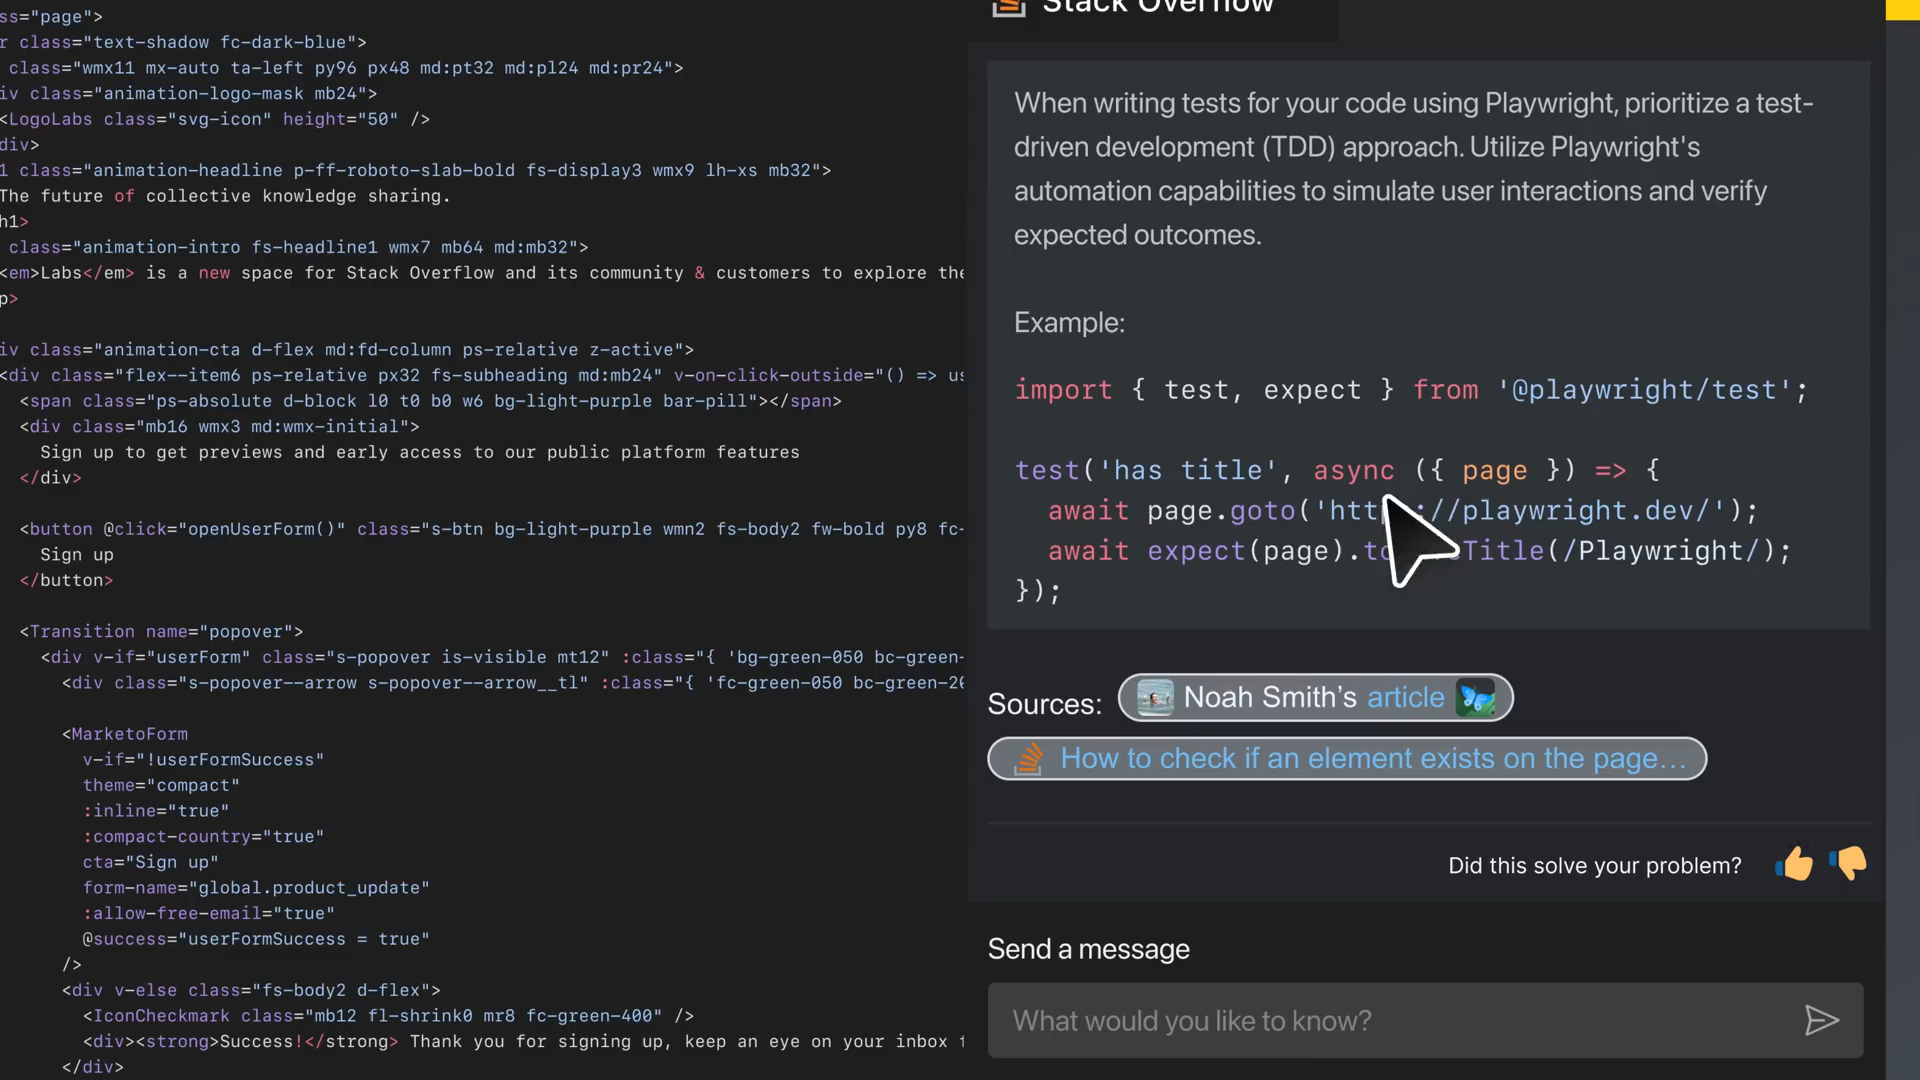 ss="page">
r class="text-shadow fc-dark-blue">
class="wmx11 mx-auto ta-left py96 px48 md:pt32 md:pl24 md:pr24">
iv class="animation-logo-mask mb24">
<LogoLabs class="svg-icon" height="50" />
div>
1 class="animation-headline p-ff-roboto-slab-bold fs-display3 wmx9 lh-xs mb32">
The future of collective knowledge sharing.
h1>
class="animation-intro fs-headline1 wmx7 mb64 md:mb32">
<em>Labs</em> is a new space for Stack Overflow and its community & customers to explore the
p>
iv class="animation-cta d-flex md:fd-column ps-relative z-active">
<div class="flex--item6 ps-relative px32 fs-subheading md:mb24" v-on-click-outside="() => us
<span class="ps-absolute d-block l0 t0 b0 w6 bg-light-purple bar-pill"></span>
<div class="mb16 wmx3 md:wmx-initial">
Sign up to get previews and early access to our public platform features
</div>
<button @click="openUserForm()" class="s-btn bg-light-purple wmn2 fs-body2 fw-bold py8 fc-
Sign up
</button>
<Transition name="popover">
<div v-if="userForm" class="s-popover is-visible mt12" :class="{ 'bg-green-050 bc-green-
<div class="s-popover--arrow s-popover--arrow__tl" :class="{ 'fc-green-050 bc-green-20
<MarketoForm
v-if="!userFormSuccess"
theme="compact"
:inline="true"
:compact-country="true"
cta="Sign up"
form-name="global.product_update"
:allow-free-email="true"
@success="userFormSuccess = true"
/>
<div v-else class="fs-body2 d-flex">
<IconCheckmark class="mb12 fl-shrink0 mr8 fc-green-400" />
<div><strong>Success!</strong> Thank you for signing up, keep an eye on your inbox f
</div>
Stack Overflow
When writing tests for your code using Playwright, prioritize a test-
driven development (TDD) approach. Utilize Playwright's
automation capabilities to simulate user interactions and verify
expected outcomes.
Example:
import { test, expect } from '@playwright/test';
test('has title', async ({ page }) => {
await page.goto('htt ://playwright.dev/');
await expect(page).to Title(/Playwright/);
});
Sources: Noah Smith’s article
How to check if an element exists on the page...
Did this solve your problem?
Send a message
What would you like to know?